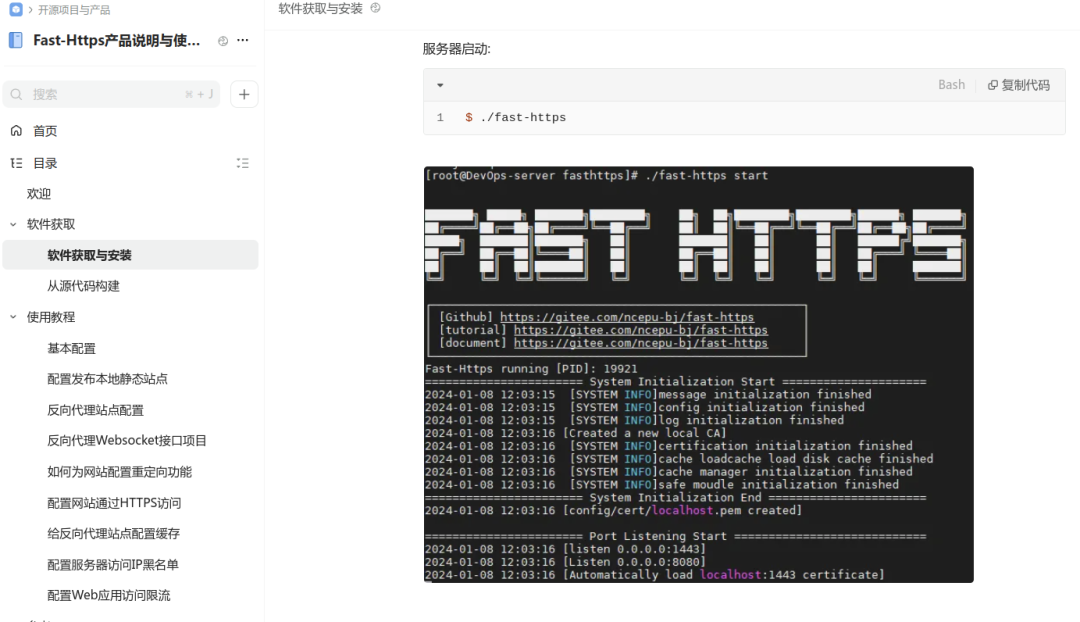 开源项目与产品
Fast-Https产品说明与使...
搜索 ⌘ + J
首页
目录
欢迎
软件获取
软件获取与安装
从源代码构建
使用教程
基本配置
配置发布本地静态站点
反向代理站点配置
反向代理Websocket接口项目
如何为网站配置重定向功能
配置网站通过HTTPS访问
给反向代理站点配置缓存
配置服务器访问IP黑名单
配置Web应用访问限流
软件获取与安装
服务器启动:
Bash 复制代码
1 $ ./fast-https
[root@DevOps-server fasthttps]# ./fast-https start
FAST HTTPS
[Github] https://gitee.com/ncepu-bj/fast-https
[tutorial] https://gitee.com/ncepu-bj/fast-https
[document] https://gitee.com/ncepu-bj/fast-https
Fast-Https running [PID]: 19921
======================= System Initialization Start =====================
2024-01-08 12:03:15  [SYSTEM INFO]message initialization finished
2024-01-08 12:03:15  [SYSTEM INFO]config initialization finished
2024-01-08 12:03:15  [SYSTEM INFO]log initialization finished
2024-01-08 12:03:16 [Created a new local CA]
2024-01-08 12:03:16  [SYSTEM INFO]certification initialization finished
2024-01-08 12:03:16  [SYSTEM INFO]cache loadcache load disk cache finished
2024-01-08 12:03:16  [SYSTEM INFO]cache manager initialization finished
2024-01-08 12:03:16  [SYSTEM INFO]safe moudle initialization finished
======================= System Initialization End =======================
2024-01-08 12:03:16 [config/cert/localhost.pem created]
======================= Port Listening Start ============================
2024-01-08 12:03:16 [listen 0.0.0.0:1443]
2024-01-08 12:03:16 [Listen 0.0.0.0:8080]
2024-01-08 12:03:16 [Automatically load localhost:1443 certificate]